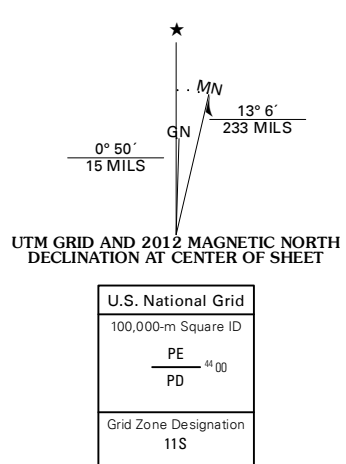 ★
MN
GN
13° 6´
233 MILS
0° 50´
15 MILS
UTM GRID AND 2012 MAGNETIC NORTH
DECLINATION AT CENTER OF SHEET
U.S. National Grid
100,000-m Square ID
PE
44 00
PD
Grid Zone Designation
11S